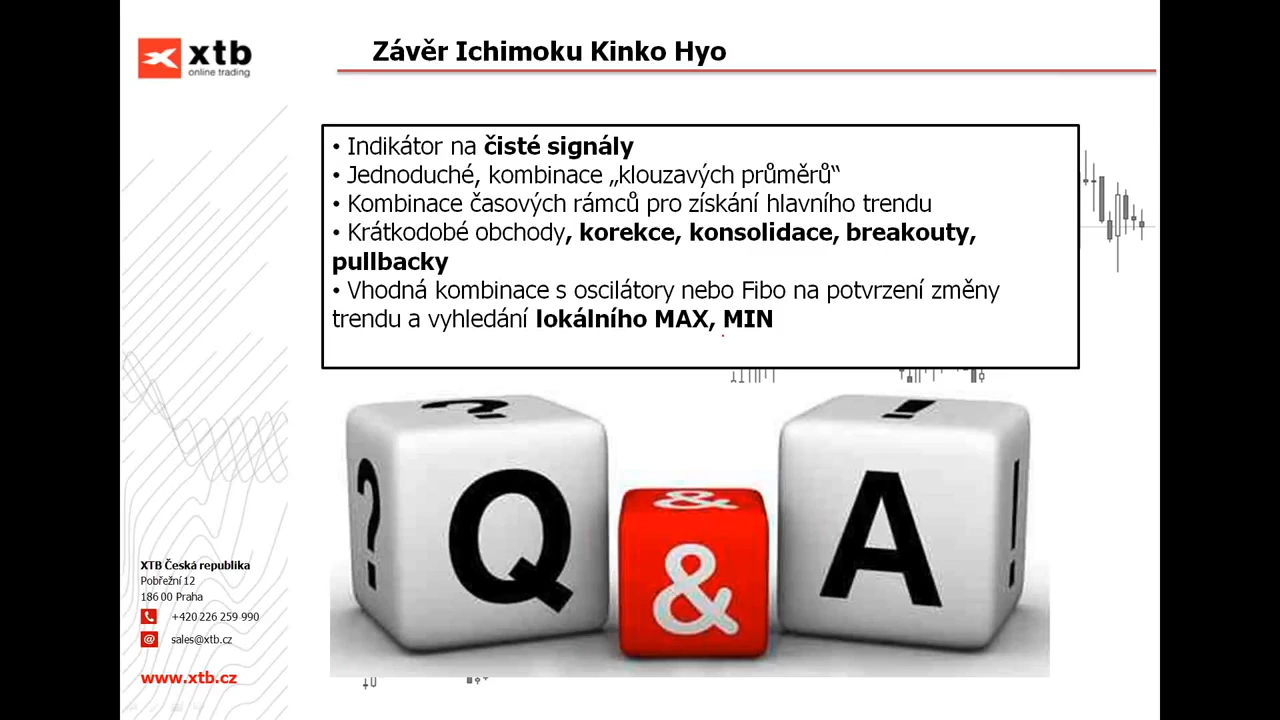 xtb
online trading
Závěr Ichimoku Kinko Hyo
• Indikátor na čisté signály
• Jednoduché, kombinace „klouzavých průměrů“
• Kombinace časových rámců pro získání hlavního trendu
• Krátkodobé obchody, korekce, konsolidace, breakouty,
pullbacky
• Vhodná kombinace s oscilátory nebo Fibo na potvrzení změny
trendu a vyhledání lokálního MAX, MIN
? & !
? Q & A !
XTB Česká republika
Pobřežní 12
186 00 Praha
+420 226 259 990
@ sales@xtb.cz
www.xtb.cz